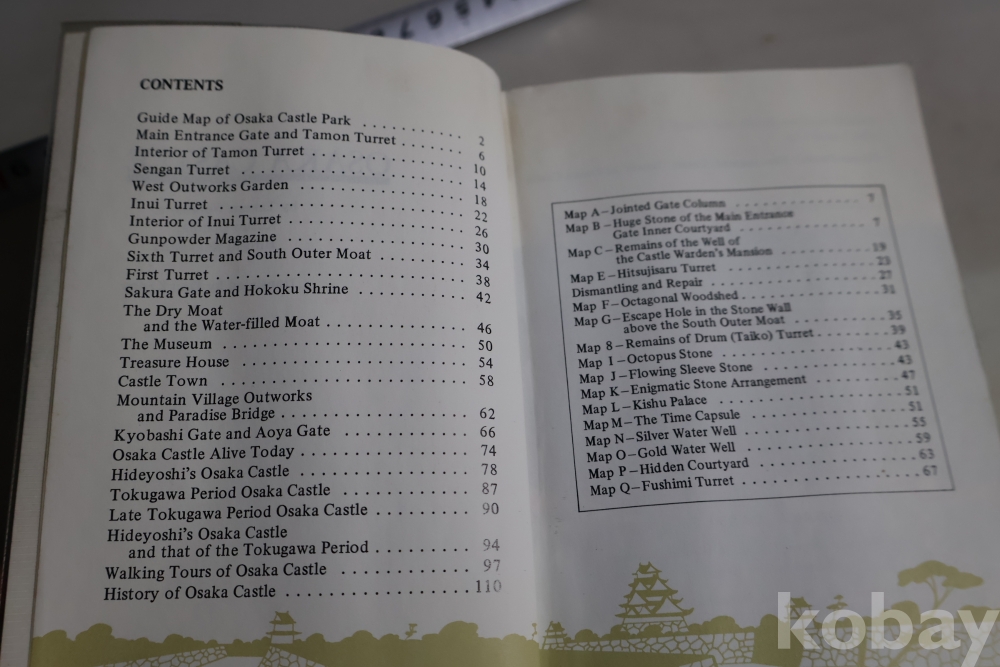 CONTENTS
Guide Map of Osaka Castle Park . . . . . . . . . . . 2
Main Entrance Gate and Tamon Turret . . . . . . . 6
Interior of Tamon Turret . . . . . . . . . . . . . . . 10
Sengan Turret . . . . . . . . . . . . . . . . . . . . . 14
West Outworks Garden . . . . . . . . . . . . . . . . 18
Inui Turret . . . . . . . . . . . . . . . . . . . . . . . 22
Interior of Inui Turret . . . . . . . . . . . . . . . . 26
Gunpowder Magazine . . . . . . . . . . . . . . . . . 30
Sixth Turret and South Outer Moat . . . . . . . . . 34
First Turret . . . . . . . . . . . . . . . . . . . . . . . 38
Sakura Gate and Hokoku Shrine . . . . . . . . . . . 42
The Dry Moat
and the Water-filled Moat . . . . . . . . . . . . . . 46
The Museum . . . . . . . . . . . . . . . . . . . . . . 50
Treasure House . . . . . . . . . . . . . . . . . . . . . 54
Castle Town . . . . . . . . . . . . . . . . . . . . . . 58
Mountain Village Outworks
and Paradise Bridge . . . . . . . . . . . . . . . . . . 62
Kyobashi Gate and Aoya Gate . . . . . . . . . . . . 66
Osaka Castle Alive Today . . . . . . . . . . . . . . . 74
Hideyoshi's Osaka Castle . . . . . . . . . . . . . . . 78
Tokugawa Period Osaka Castle . . . . . . . . . . . . 87
Late Tokugawa Period Osaka Castle . . . . . . . . . 90
Hideyoshi's Osaka Castle
and that of the Tokugawa Period . . . . . . . . . 94
Walking Tours of Osaka Castle . . . . . . . . . . . . 97
History of Osaka Castle . . . . . . . . . . . . . . . . 110
Map A—Jointed Gate Column . . . . . . . . . . . . 7
Map B—Huge Stone of the Main Entrance
Gate Inner Courtyard . . . . . . . . . . . . . 7
Map C—Remains of the Well of
the Castle Warden's Mansion . . . . . . . . . 19
Map E—Hitsujisaru Turret . . . . . . . . . . . . . 23
Dismantling and Repair . . . . . . . . . . . . . . . 27
Map F—Octagonal Woodshed . . . . . . . . . . . . 31
Map G—Escape Hole in the Stone Wall
above the South Outer Moat . . . . . . . . . 35
Map 8—Remains of Drum (Taiko) Turret . . . . . . 39
Map I—Octopus Stone . . . . . . . . . . . . . . . . 43
Map J—Flowing Sleeve Stone . . . . . . . . . . . . 43
Map K—Enigmatic Stone Arrangement . . . . . . . 47
Map L—Kishu Palace . . . . . . . . . . . . . . . . . 51
Map M—The Time Capsule . . . . . . . . . . . . . . 51
Map N—Silver Water Well . . . . . . . . . . . . . . 55
Map O—Gold Water Well . . . . . . . . . . . . . . . 59
Map P—Hidden Courtyard . . . . . . . . . . . . . . 63
Map Q—Fushimi Turret . . . . . . . . . . . . . . . 67
kobay